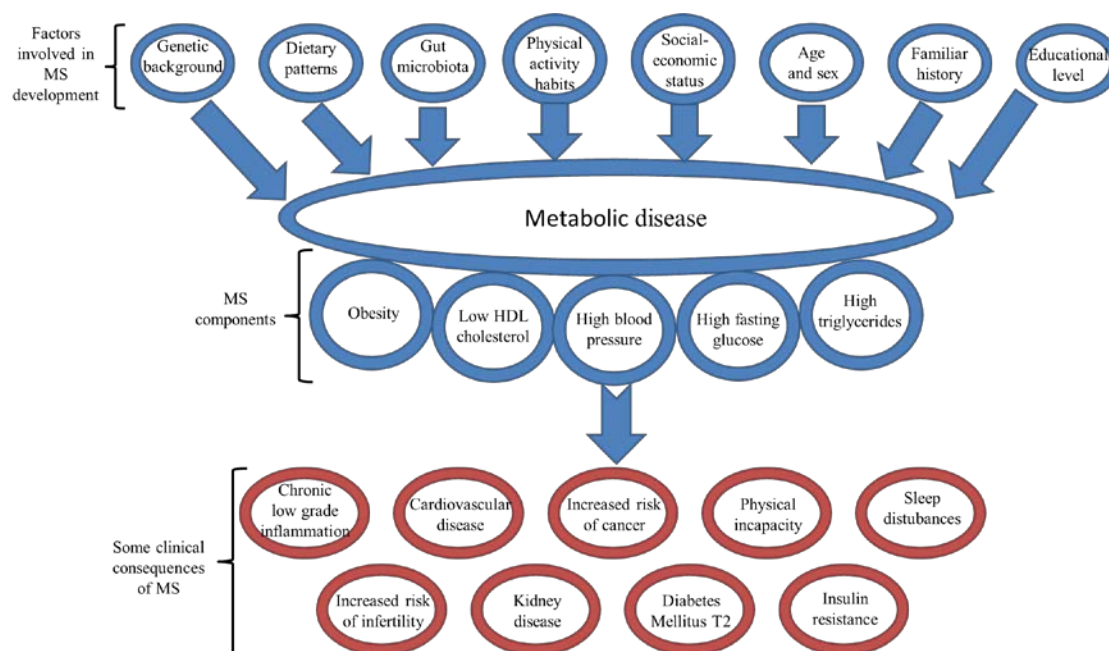 Factors
involved in
MS
development
Genetic
background
Dietary
patterns
Gut
microbiota
Physical
activity
habits
Social-
economic
status
Age
and sex
Familiar
history
Educational
level
Metabolic disease
MS
components
Obesity
Low HDL
cholesterol
High blood
pressure
High fasting
glucose
High
triglycerides
Some clinical
consequences
of MS
Chronic
low grade
inflammation
Cardiovascular
disease
Increased risk
of cancer
Physical
incapacity
Sleep
distubances
Increased risk
of infertility
Kidney
disease
Diabetes
Mellitus T2
Insulin
resistance